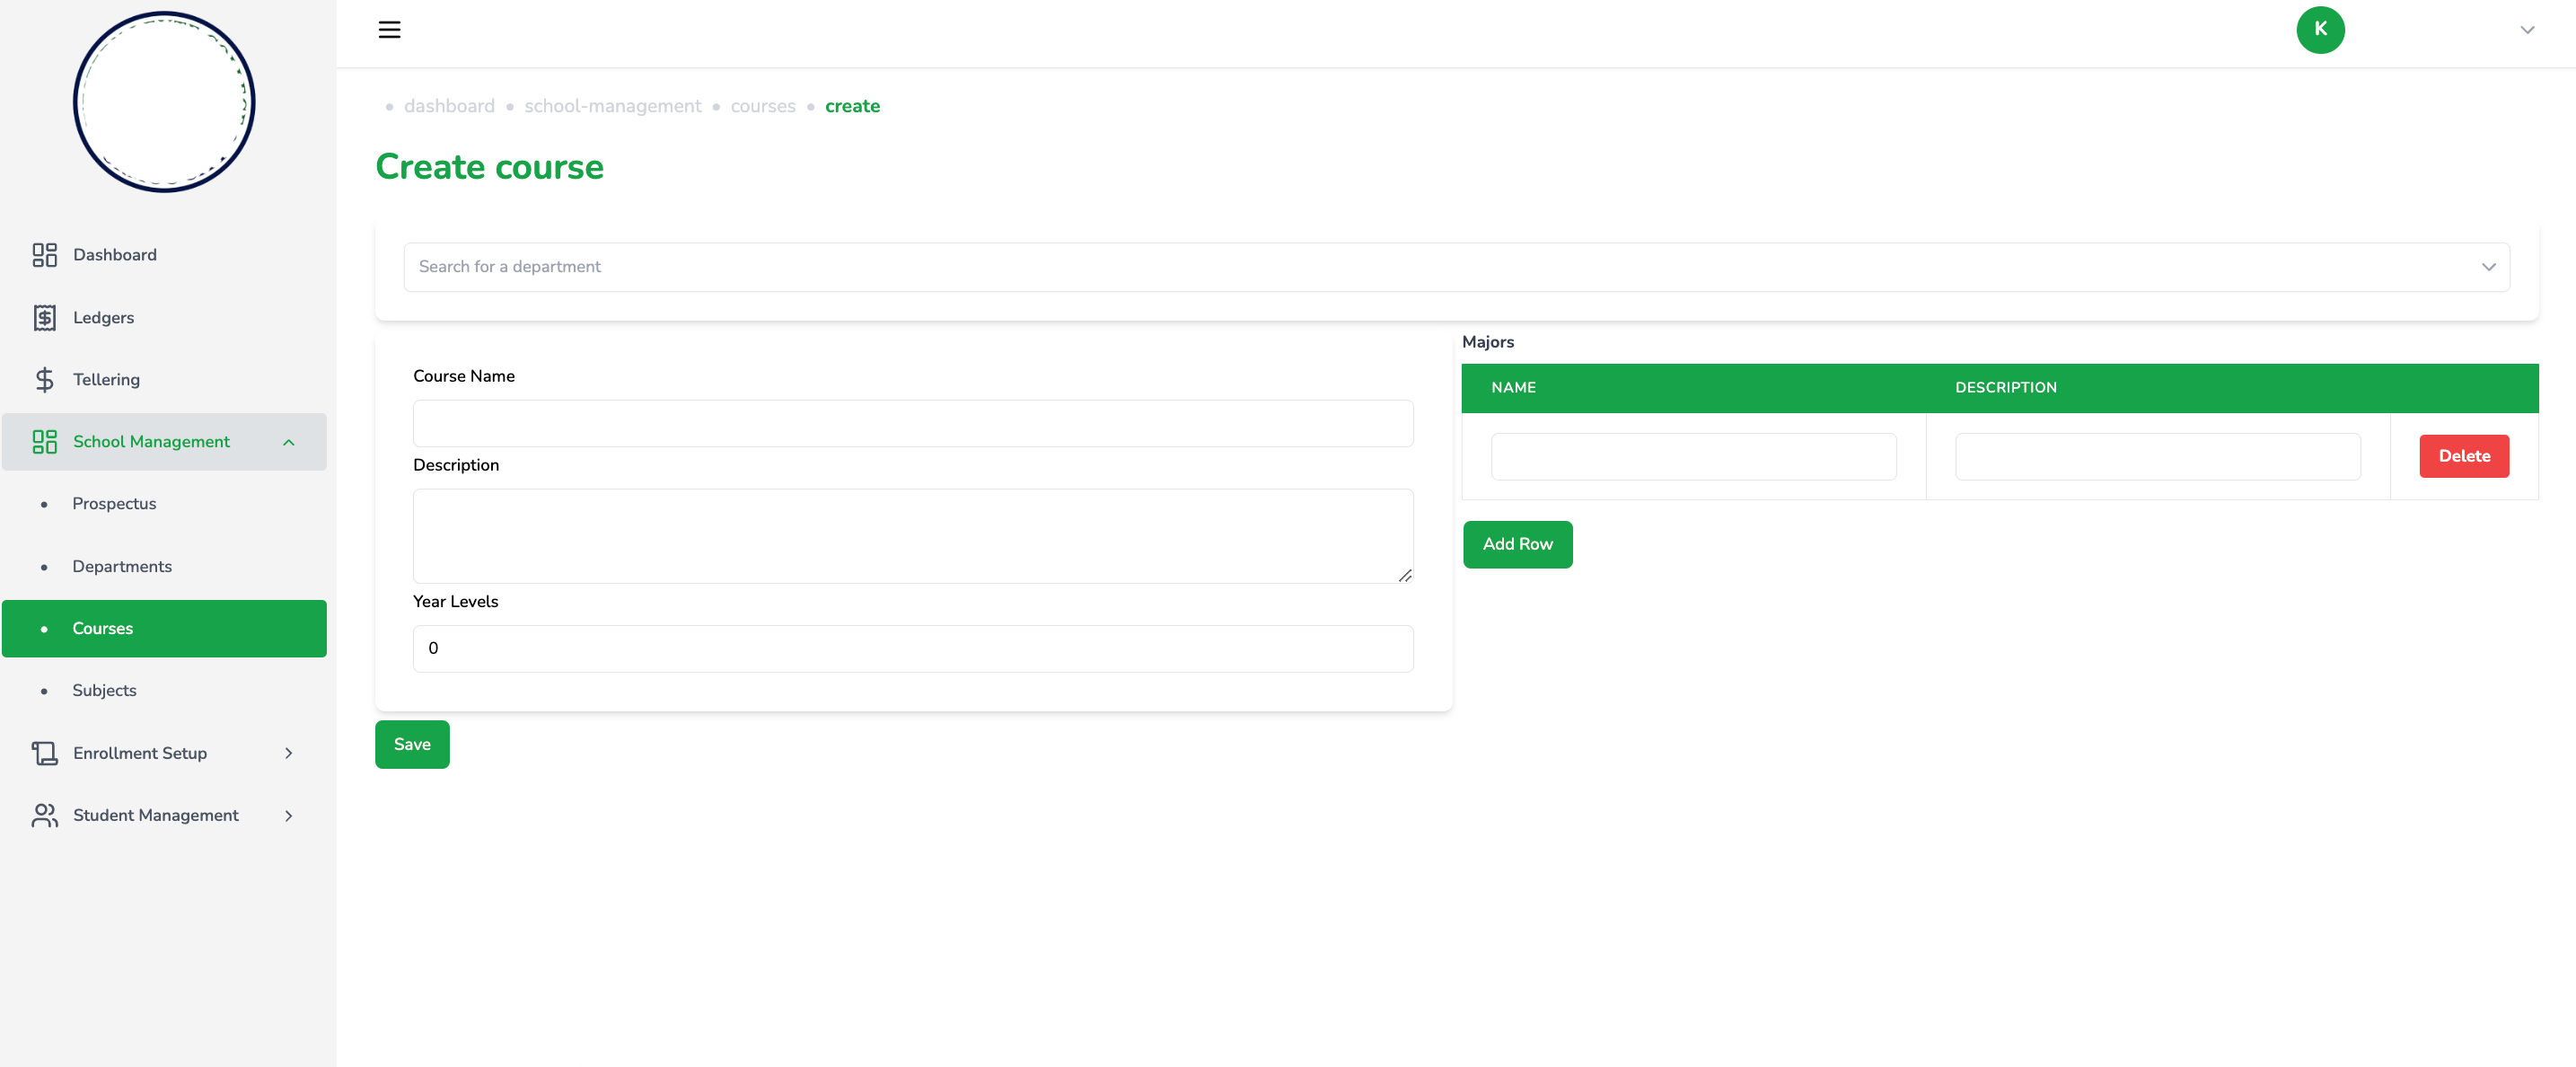 K
dashboard school-management courses create
Create course
Dashboard
Ledgers
Tellering
School Management
Prospectus
Departments
Courses
Subjects
Enrollment Setup
Student Management
Search for a department
Course Name
Description
Year Levels
0
Save
Majors
NAME DESCRIPTION
Delete
Add Row